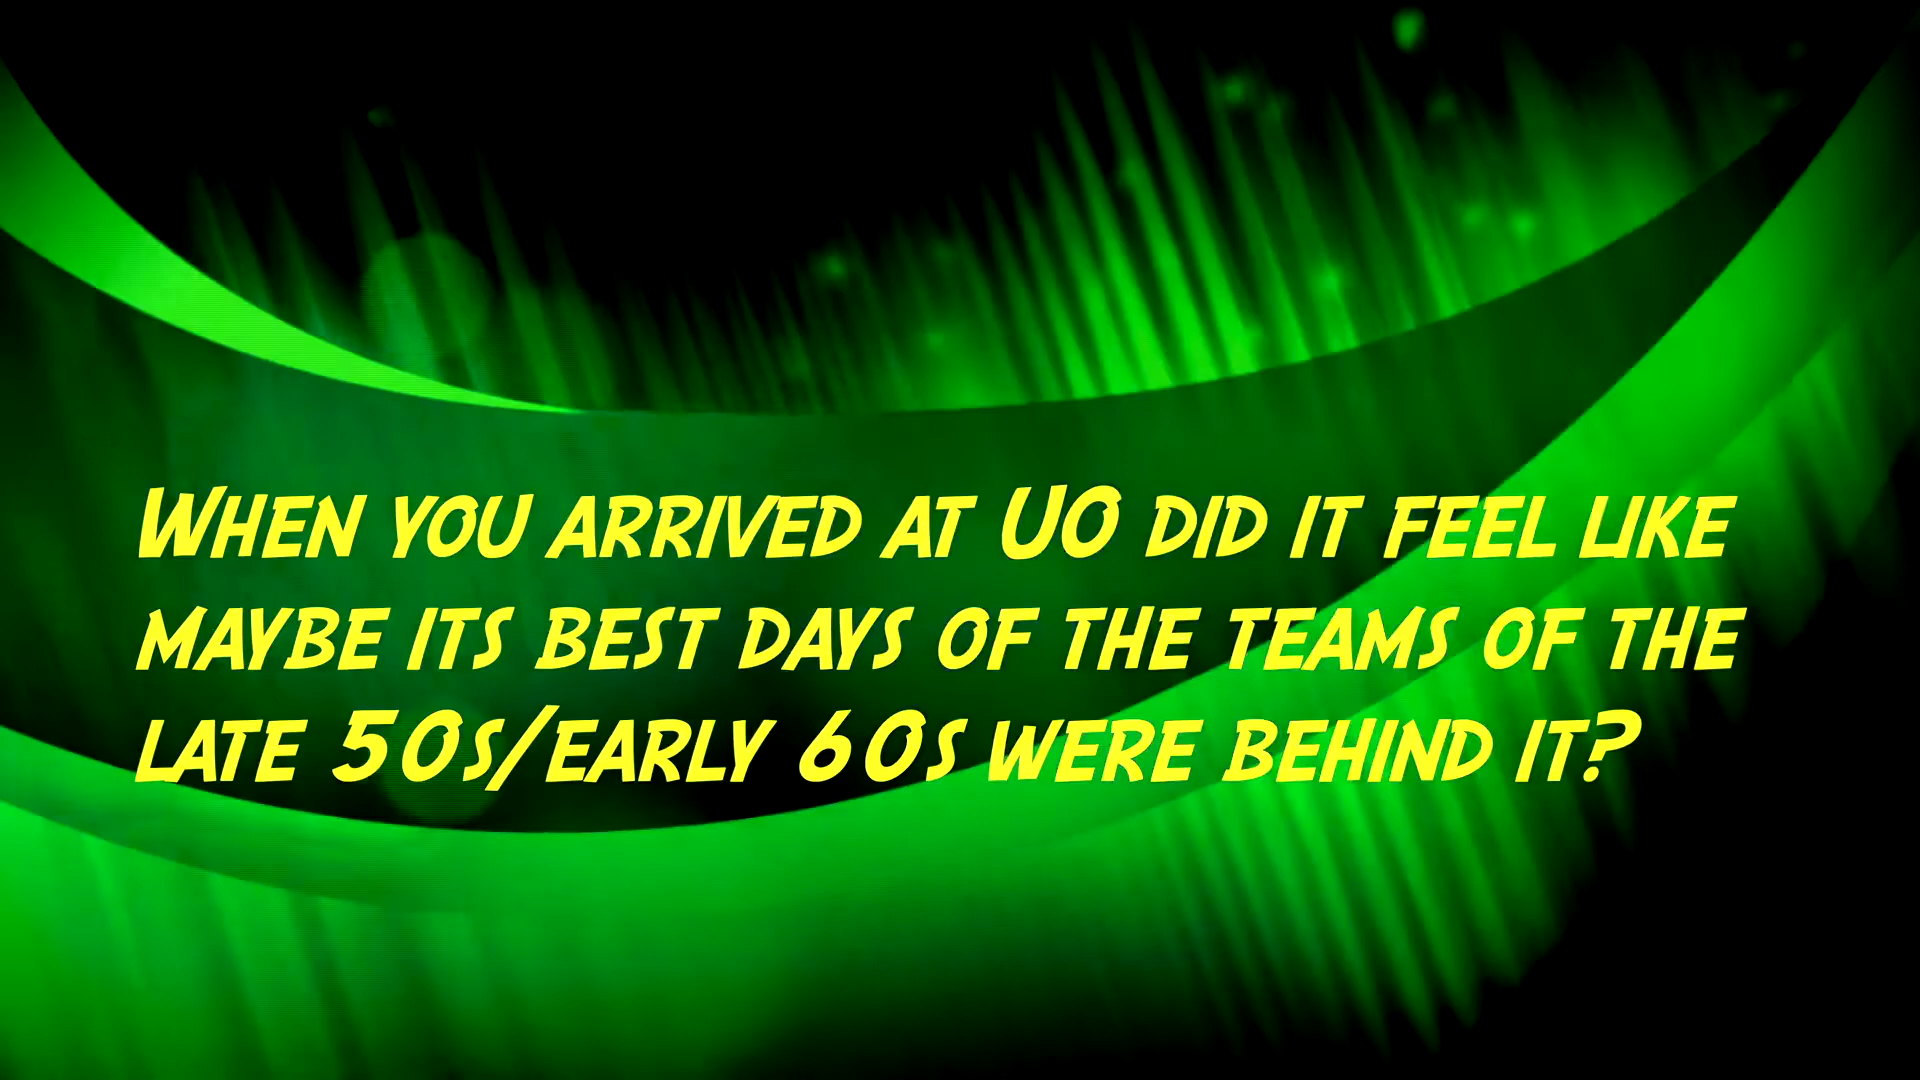 When you arrived at UO did it feel like
maybe its best days of the teams of the
late 50s/early 60s were behind it?